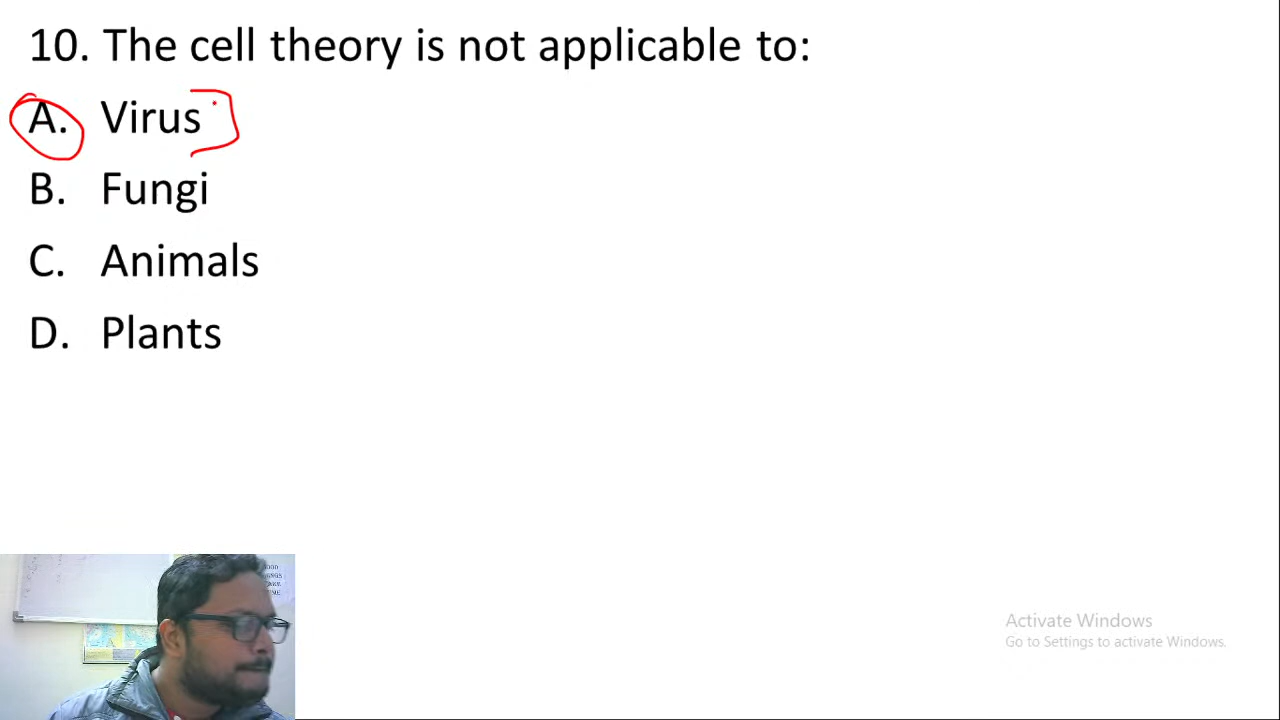 10. The cell theory is not applicable to:
A. Virus
B. Fungi
C. Animals
D. Plants
Activate Windows
Go to Settings to activate Windows.